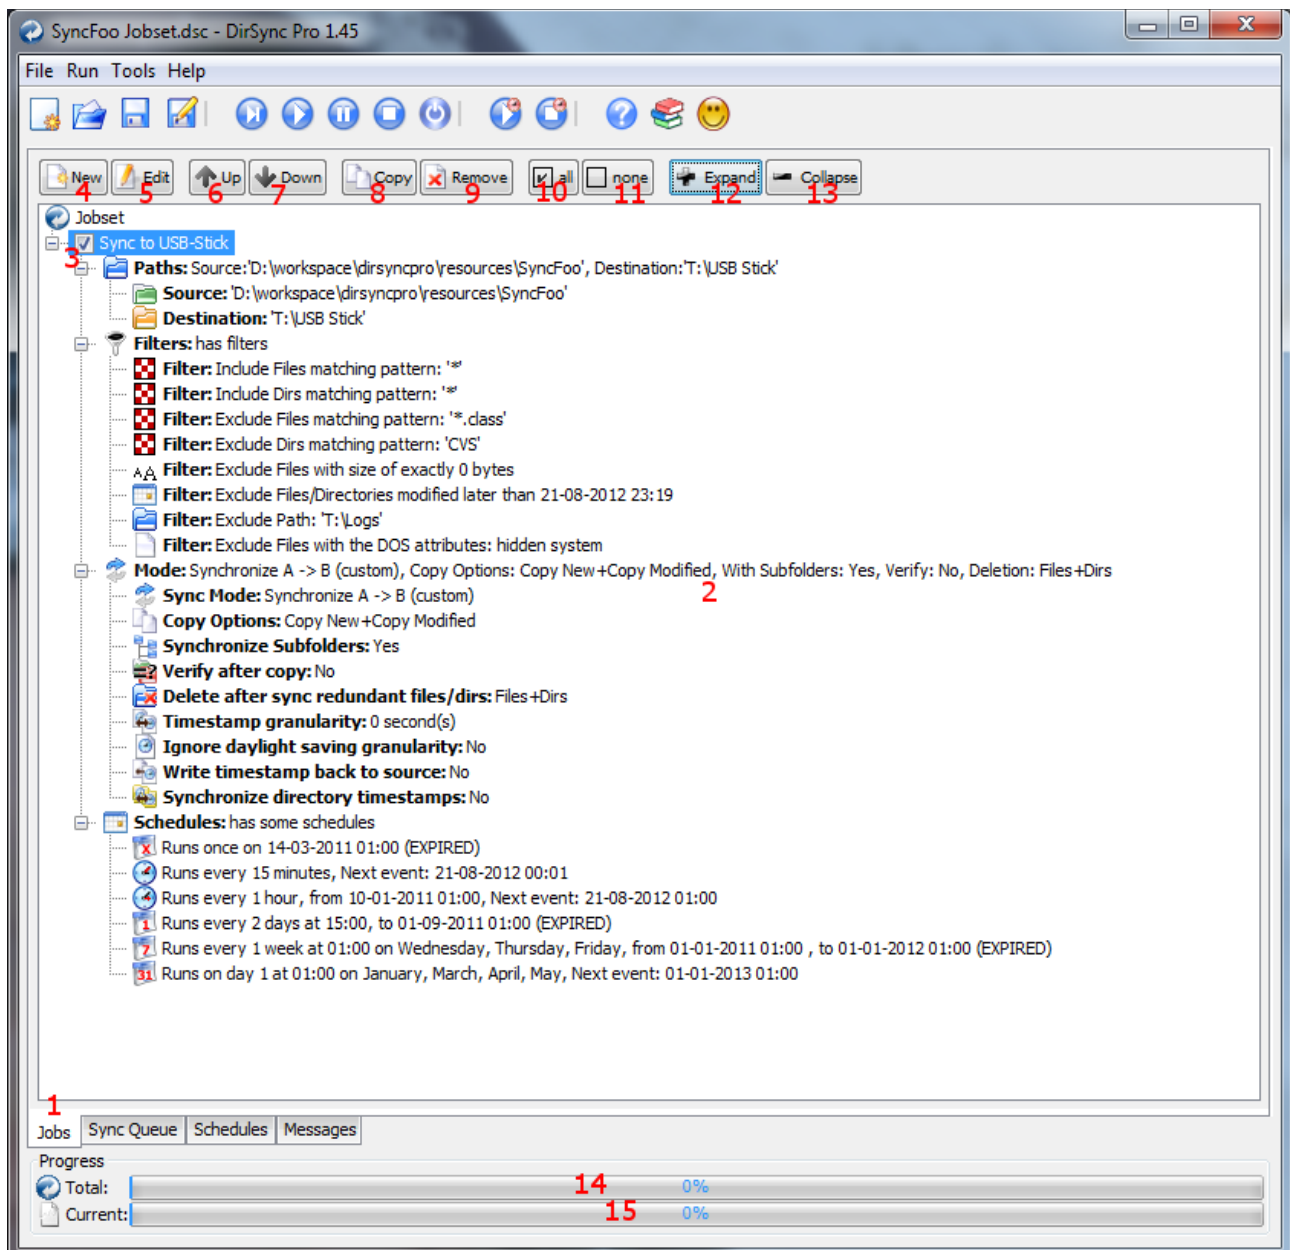 SyncFoo Jobset.dsc - DirSync Pro 1.45
File Run Tools Help
New Edit Up Down Copy Remove all none Expand Collapse
4 5 6 7 8 9 10 11 12 13
Jobset
Sync to USB-Stick
3
Paths: Source:'D:\workspace\dirsyncpro\resources\SyncFoo', Destination:'T:\USB Stick'
Source: 'D:\workspace\dirsyncpro\resources\SyncFoo'
Destination: 'T:\USB Stick'
Filters: has filters
Filter: Include Files matching pattern: '*'
Filter: Include Dirs matching pattern: '*'
Filter: Exclude Files matching pattern: '*.class'
Filter: Exclude Dirs matching pattern: 'CVS'
AA Filter: Exclude Files with size of exactly 0 bytes
Filter: Exclude Files/Directories modified later than 21-08-2012 23:19
Filter: Exclude Path: 'T:\Logs'
Filter: Exclude Files with the DOS attributes: hidden system
Mode: Synchronize A -> B (custom), Copy Options: Copy New+Copy Modified, With Subfolders: Yes, Verify: No, Deletion: Files+Dirs
2
Sync Mode: Synchronize A -> B (custom)
Copy Options: Copy New+Copy Modified
Synchronize Subfolders: Yes
Verify after copy: No
Delete after sync redundant files/dirs: Files+Dirs
Timestamp granularity: 0 second(s)
Ignore daylight saving granularity: No
Write timestamp back to source: No
Synchronize directory timestamps: No
Schedules: has some schedules
Runs once on 14-03-2011 01:00 (EXPIRED)
Runs every 15 minutes, Next event: 21-08-2012 00:01
Runs every 1 hour, from 10-01-2011 01:00, Next event: 21-08-2012 01:00
1 Runs every 2 days at 15:00, to 01-09-2011 01:00 (EXPIRED)
7 Runs every 1 week at 01:00 on Wednesday, Thursday, Friday, from 01-01-2011 01:00 , to 01-01-2012 01:00 (EXPIRED)
31 Runs on day 1 at 01:00 on January, March, April, May, Next event: 01-01-2013 01:00
1
Jobs Sync Queue Schedules Messages
Progress
Total: 14 0%
Current: 15 0%